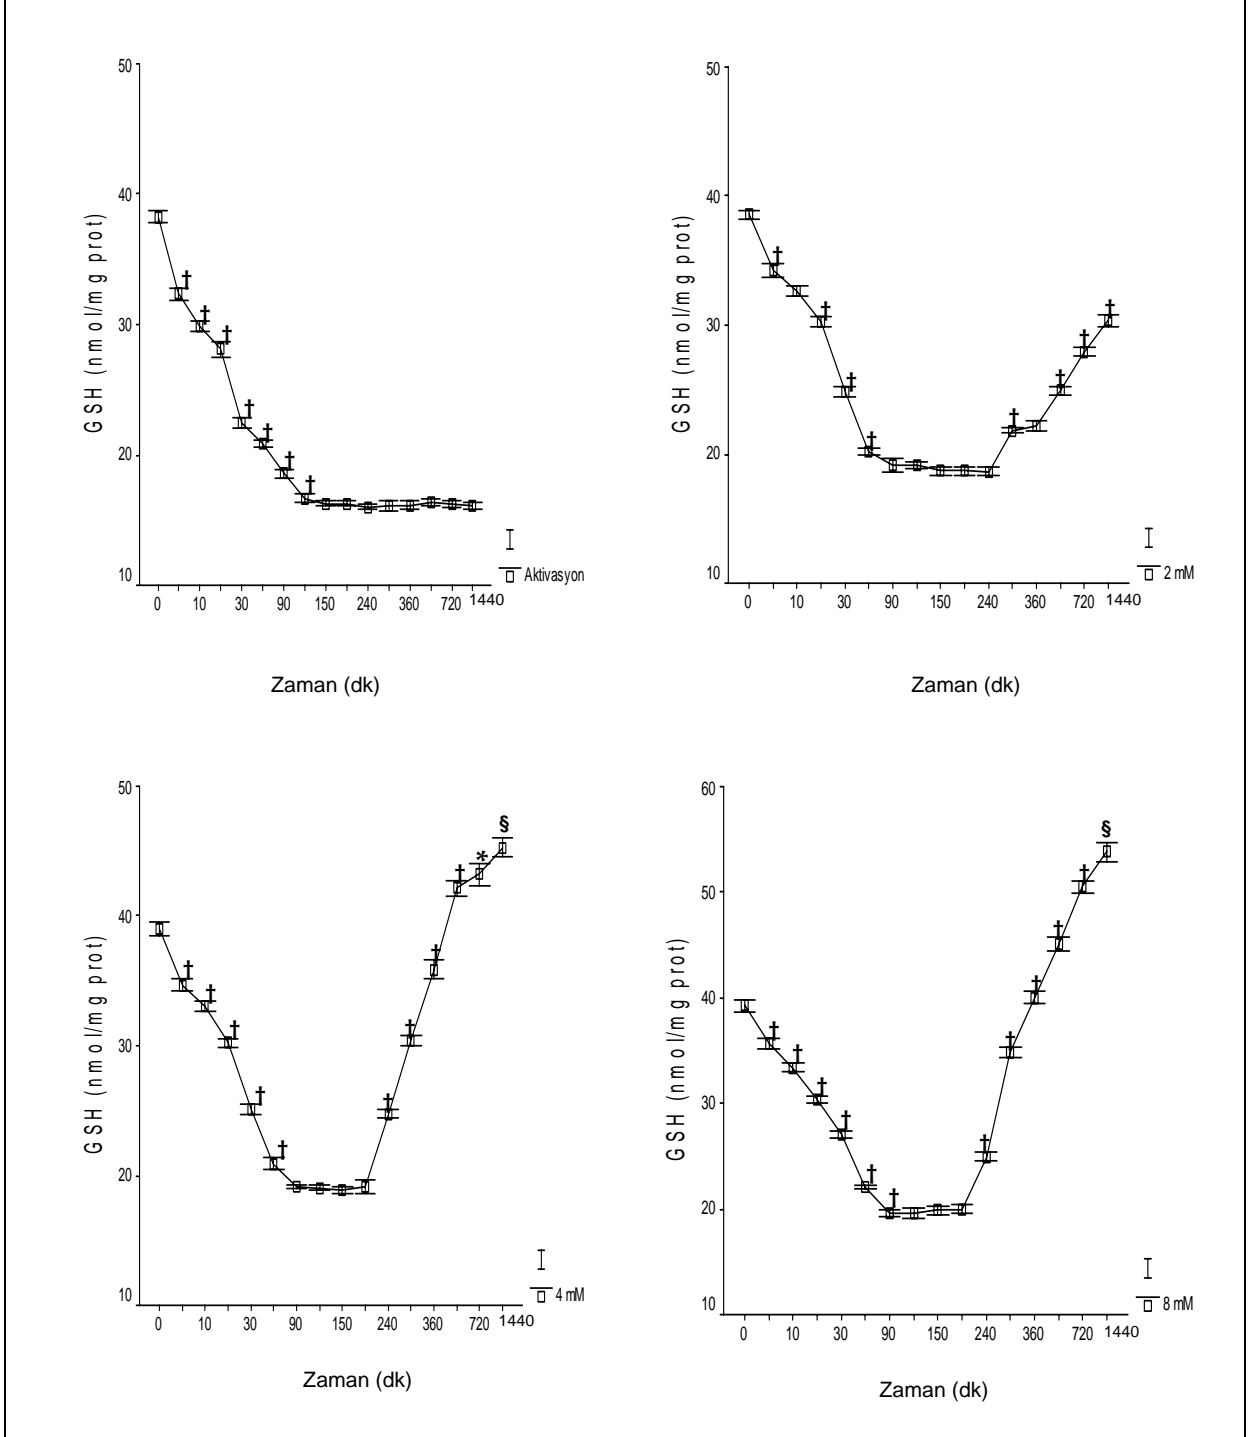 50
40
30
20
10
GSH (nmol/mg prot)
† † † † † † † †
Aktivasyon
0 10 30 90 150 240 360 720 1440
Zaman (dk)
50
40
30
20
10
GSH (nmol/mg prot)
† † † † † † † †
2 mM
0 10 30 90 150 240 360 720 1440
Zaman (dk)
50
40
30
20
10
GSH (nmol/mg prot)
† † † † † † † † † * §
4 mM
0 10 30 90 150 240 360 720 1440
Zaman (dk)
60
50
40
30
20
10
GSH (nmol/mg prot)
† † † † † † † † † † † §
8 mM
0 10 30 90 150 240 360 720 1440
Zaman (dk)